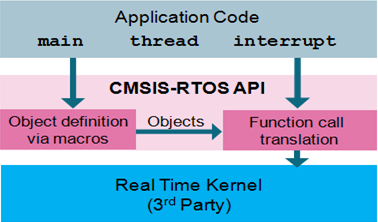 Application Code
main thread interrupt
CMSIS-RTOS API
Object definition
via macros
Objects
Function call
translation
Real Time Kernel
(3rd Party)